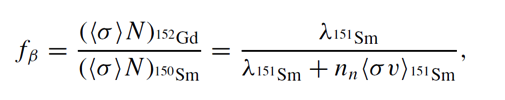 f_β = (⟨σ⟩N)_{152Gd} / (⟨σ⟩N)_{150Sm} = λ_{151Sm} / (λ_{151Sm} + n_n⟨σv⟩_{151Sm}),